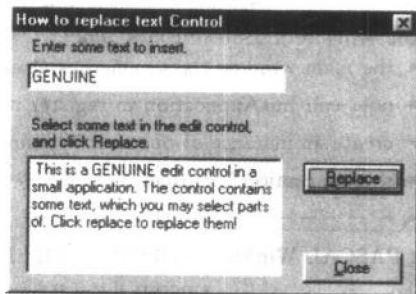 How to replace text Control
Enter some text to insert.
GENUINE
Select some text in the edit control,
and click Replace.
This is a GENUINE edit control in a
small application. The control contains
some text, which you may select parts
of. Click replace to replace them!
Replace
Close